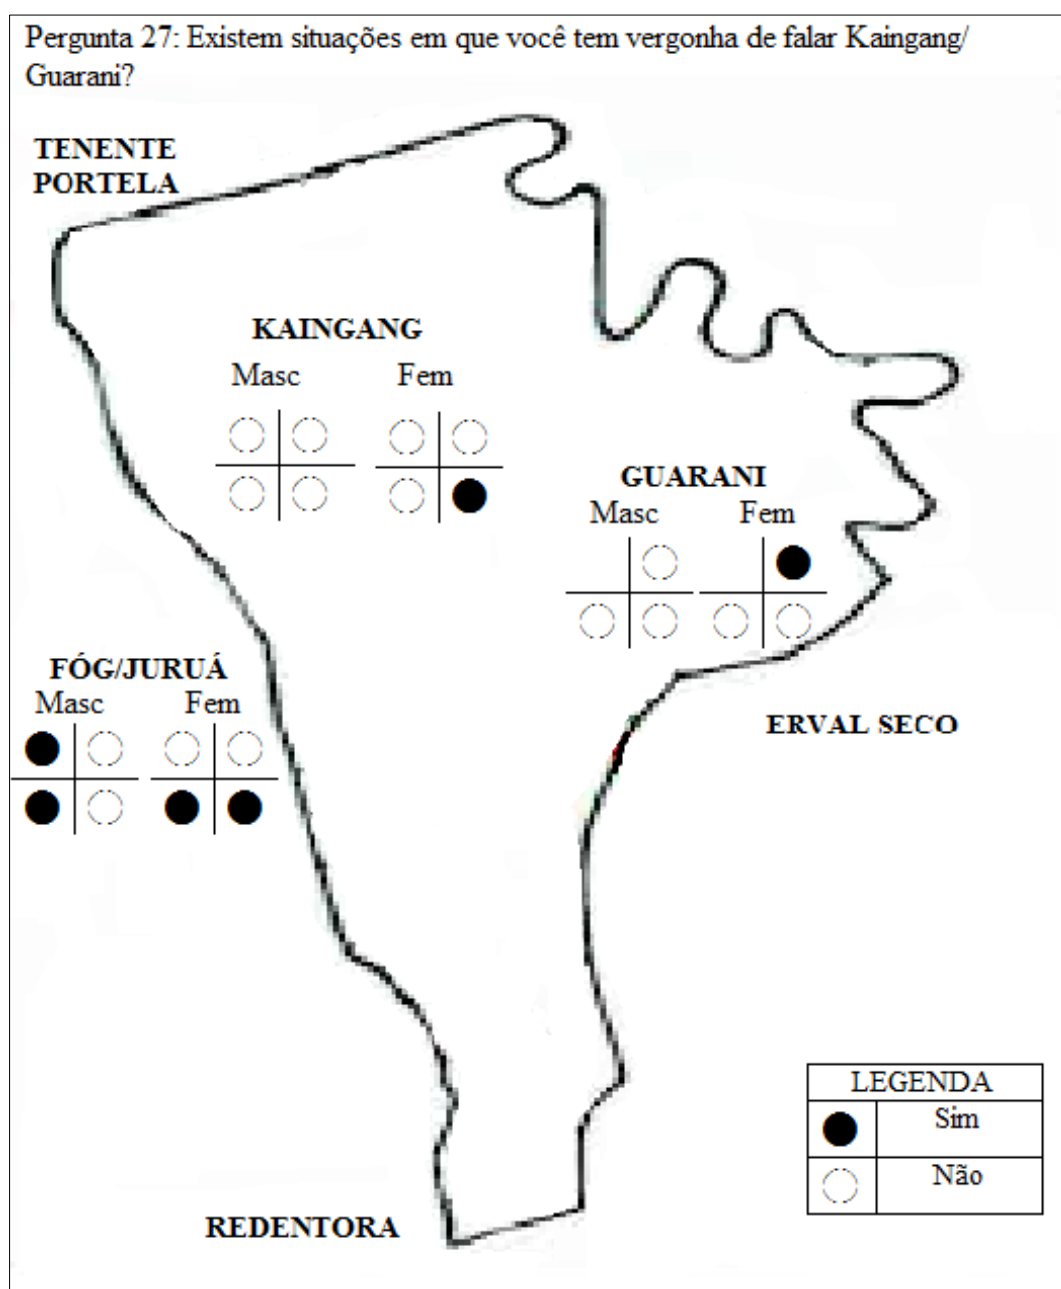 Pergunta 27: Existem situações em que você tem vergonha de falar Kaingang/
Guarani?
TENENTE
PORTELA
KAINGANG
Masc Fem
GUARANI
Masc Fem
FÓG/JURUÁ
Masc Fem
ERVAL SECO
LEGENDA
Sim
Não
REDENTORA